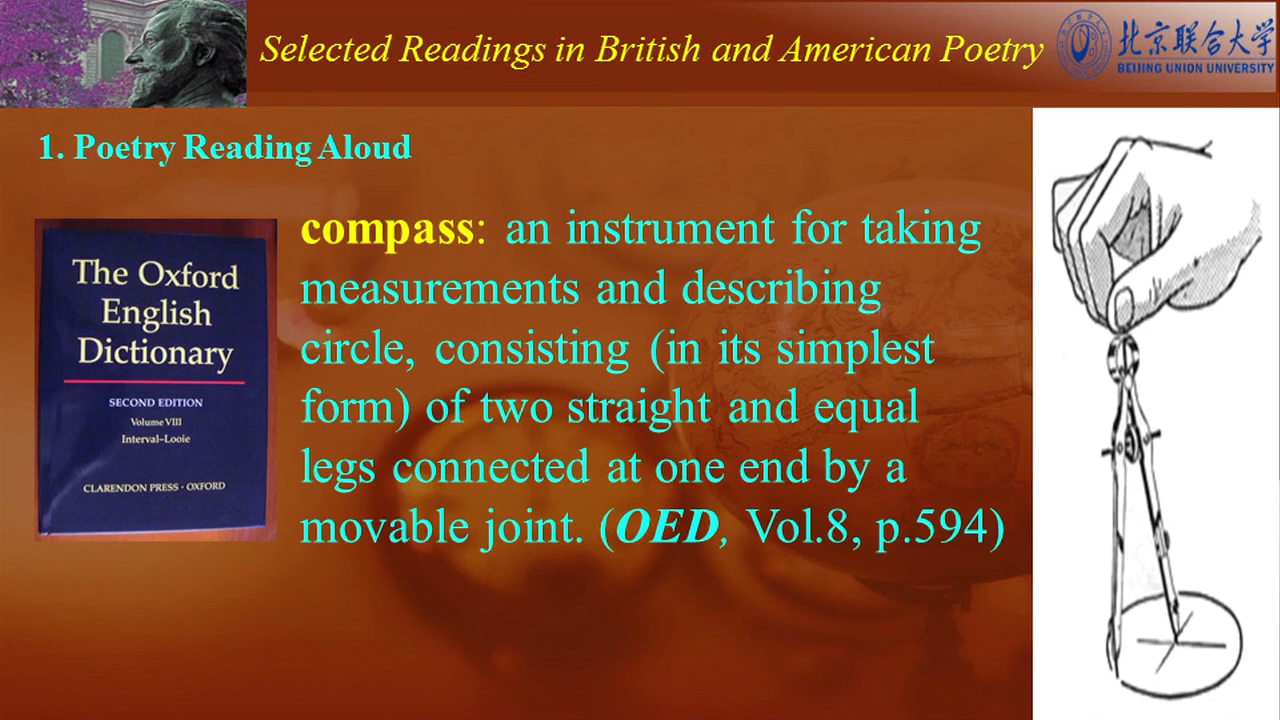 Selected Readings in British and American Poetry
北京联合大学
BEIJING UNION UNIVERSITY
1. Poetry Reading Aloud
The Oxford
English
Dictionary
SECOND EDITION
Volume VIII
Interval–Looie
CLARENDON PRESS · OXFORD
compass: an instrument for taking
measurements and describing
circle, consisting (in its simplest
form) of two straight and equal
legs connected at one end by a
movable joint. (OED, Vol.8, p.594)